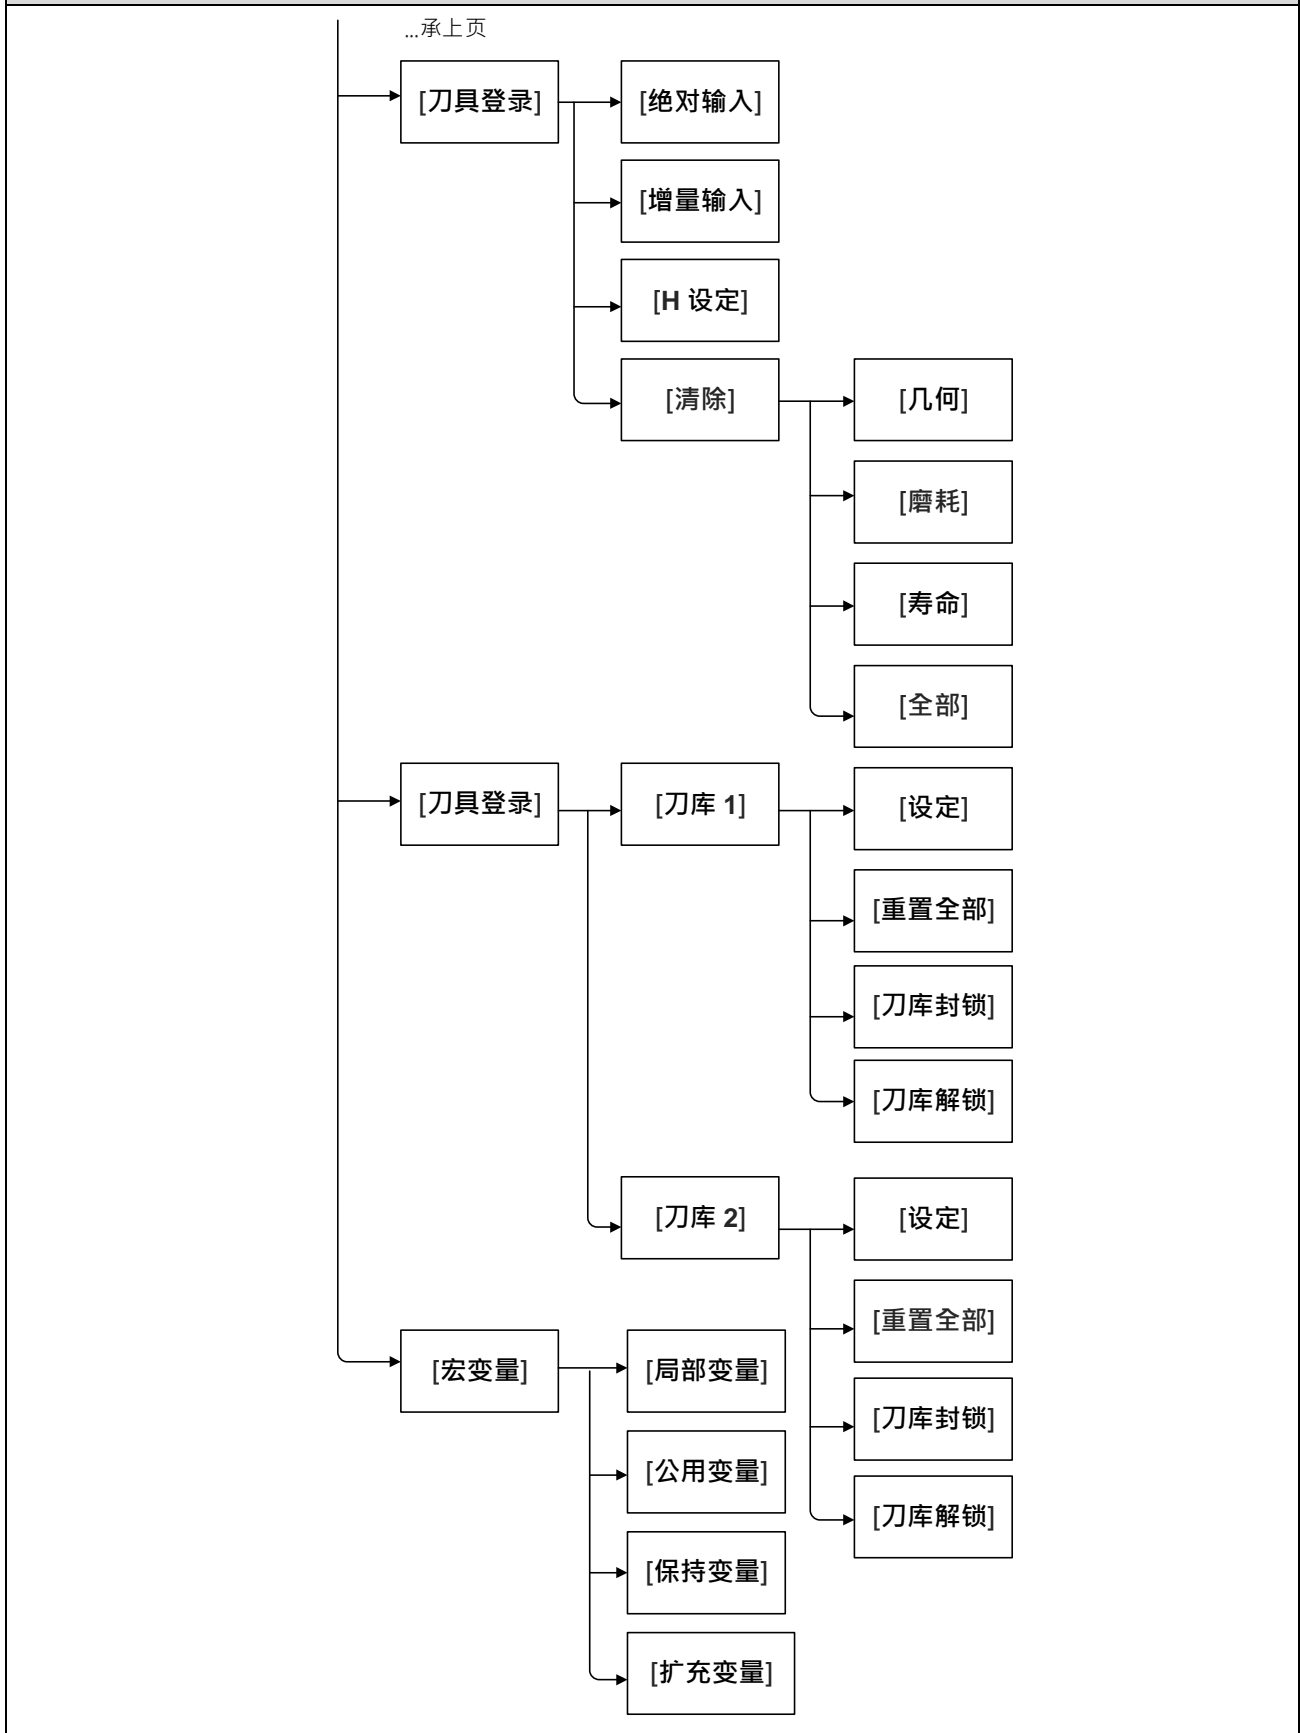 ...承上页
[刀具登录]
[绝对输入]
[增量输入]
[H 设定]
[清除]
[几何]
[磨耗]
[寿命]
[全部]
[刀具登录]
[刀库 1]
[设定]
[重置全部]
[刀库封锁]
[刀库解锁]
[刀库 2]
[设定]
[重置全部]
[刀库封锁]
[刀库解锁]
[宏变量]
[局部变量]
[公用变量]
[保持变量]
[扩充变量]